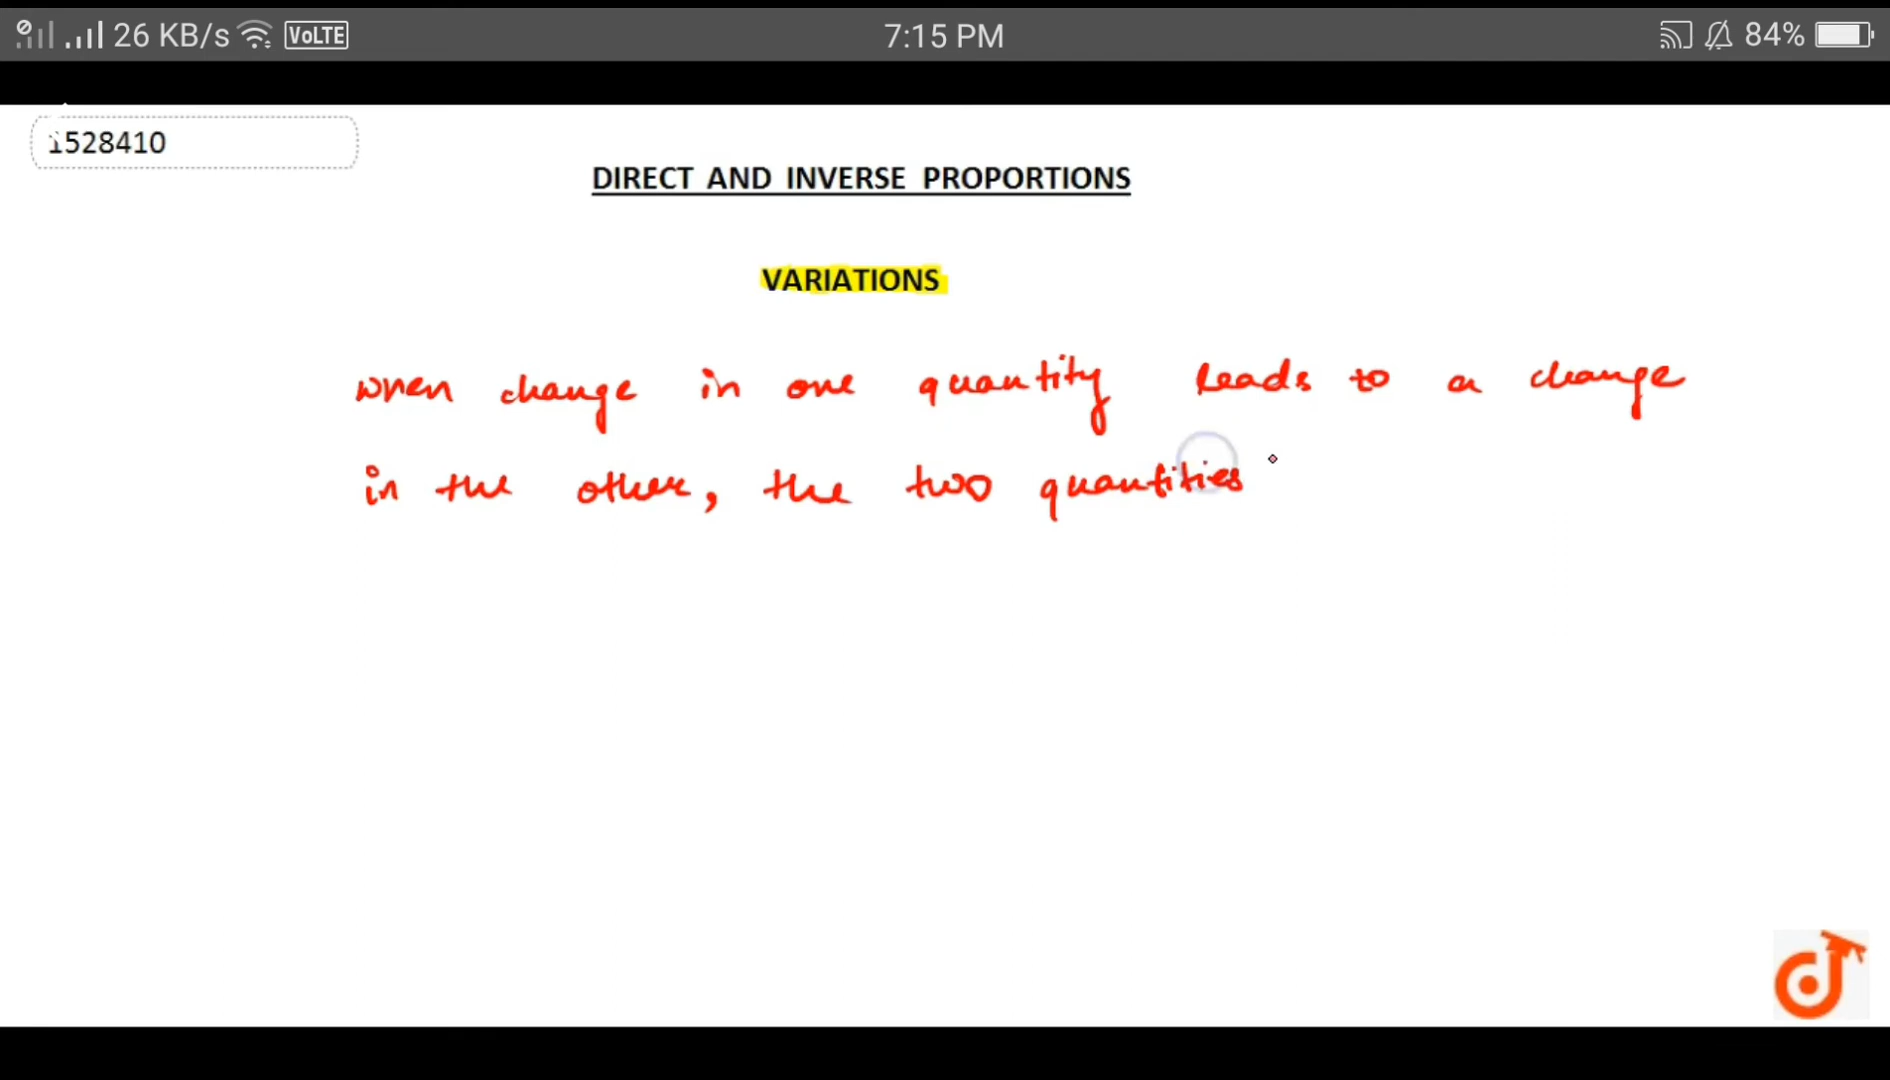 26 KB/s VoLTE 7:15 PM 84%
1528410
DIRECT AND INVERSE PROPORTIONS
VARIATIONS
when change in one quantity leads to a change
in the other, the two quantities